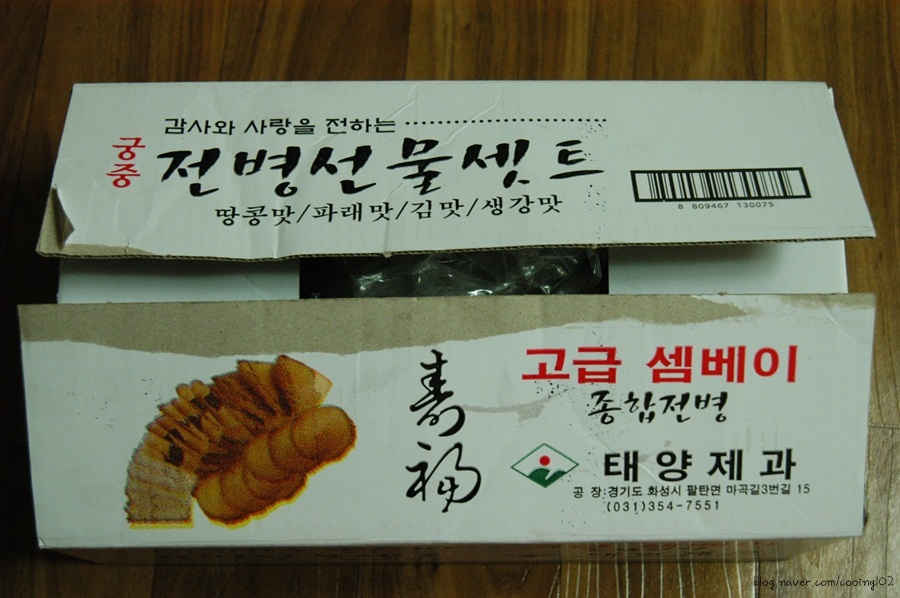 감사와 사랑을 전하는
궁중
전병선물셋트
땅콩맛/파래맛/김맛/생강맛
8 809467 130075
고급 셈베이
종합전병
壽福
태양제과
공 장:경기도 화성시 팔탄면 마곡길3번길 15
(031)354-7551
blog.naver.com/cooing102